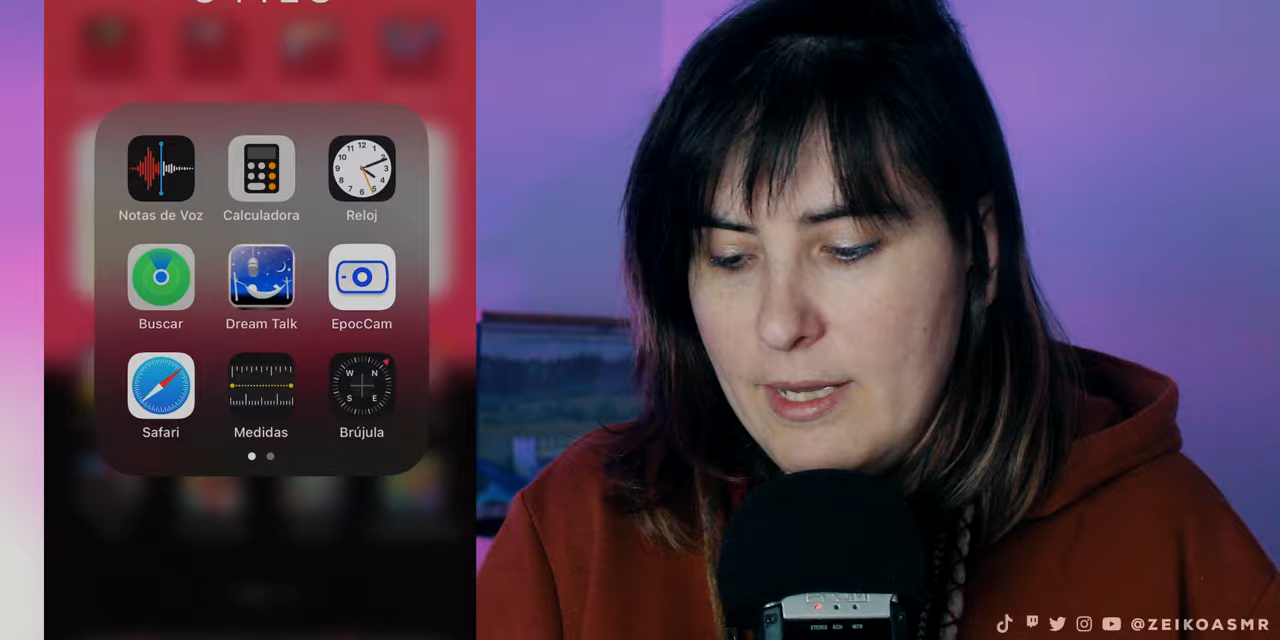 Notas de Voz Calculadora Reloj
Buscar Dream Talk EpocCam
Safari Medidas Brújula
@ZEIKOASMR